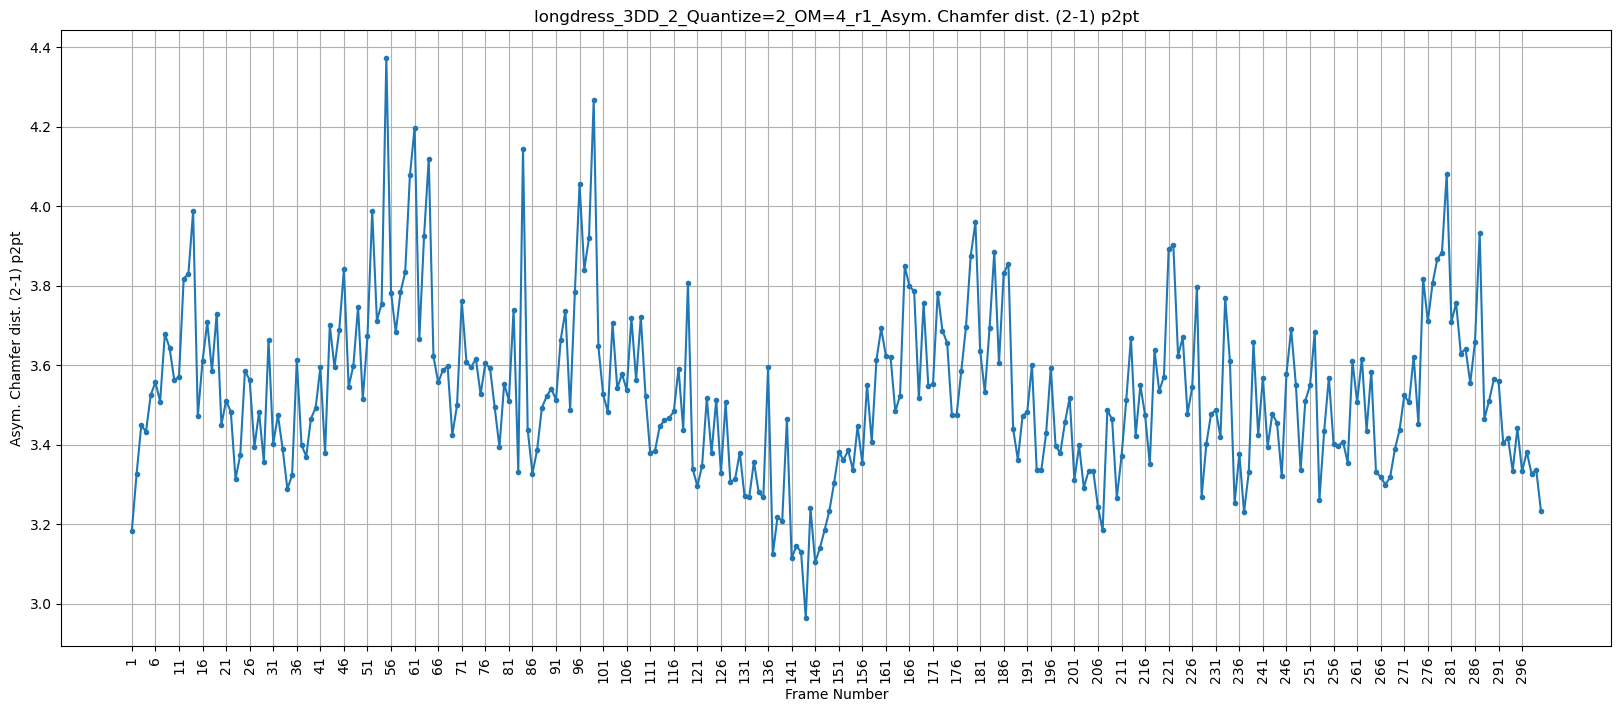 longdress_3DD_2_Quantize=2_OM=4_r1_Asym. Chamfer dist. (2-1) p2pt
Asym. Chamfer dist. (2-1) p2pt
4.4
4.2
4.0
3.8
3.6
3.4
3.2
3.0
1 6 11 16 21 26 31 36 41 46 51 56 61 66 71 76 81 86 91 96 101 106 111 116 121 126 131 136 141 146 151 156 161 166 171 176 181 186 191 196 201 206 211 216 221 226 231 236 241 246 251 256 261 266 271 276 281 286 291 296
Frame Number